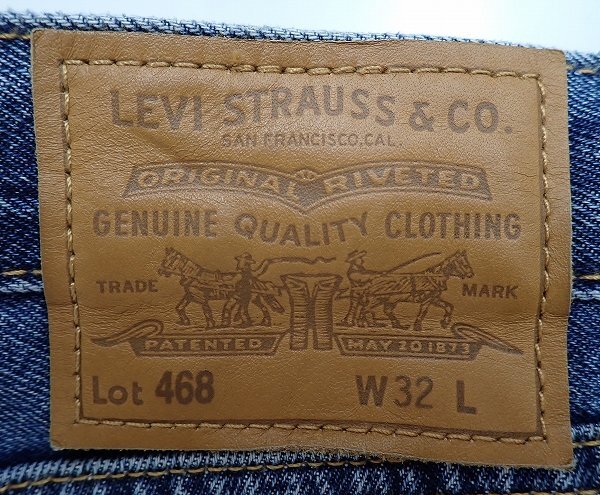 LEVI STRAUSS & CO.
SAN FRANCISCO, CAL.
ORIGINAL RIVETED
GENUINE QUALITY CLOTHING
TRADE MARK
PATENTED MAY 20 1873
Lot 468 W 32 L